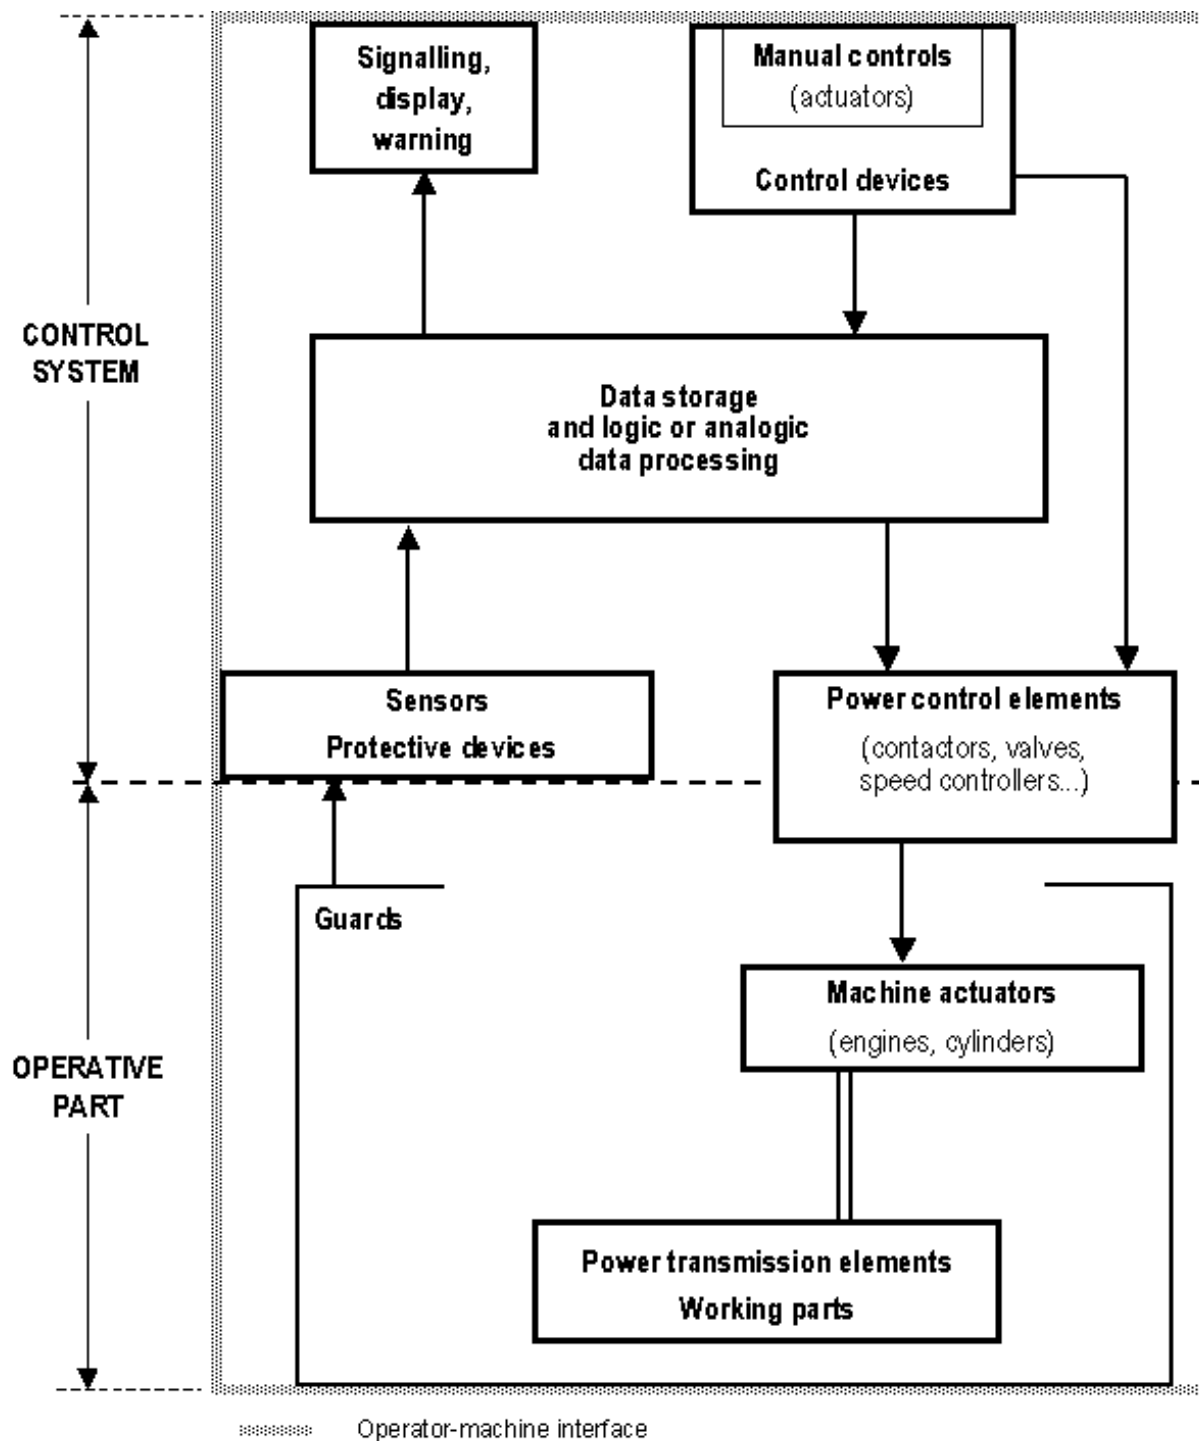 Signalling,
display,
warning
Manual controls
(actuators)
Control devices
CONTROL
SYSTEM
Data storage
and logic or analogic
data processing
Sensors
Protective devices
Power control elements
(contactors, valves,
speed controllers...)
Guards
Machine actuators
(engines, cylinders)
OPERATIVE
PART
Power transmission elements
Working parts
Operator-machine interface